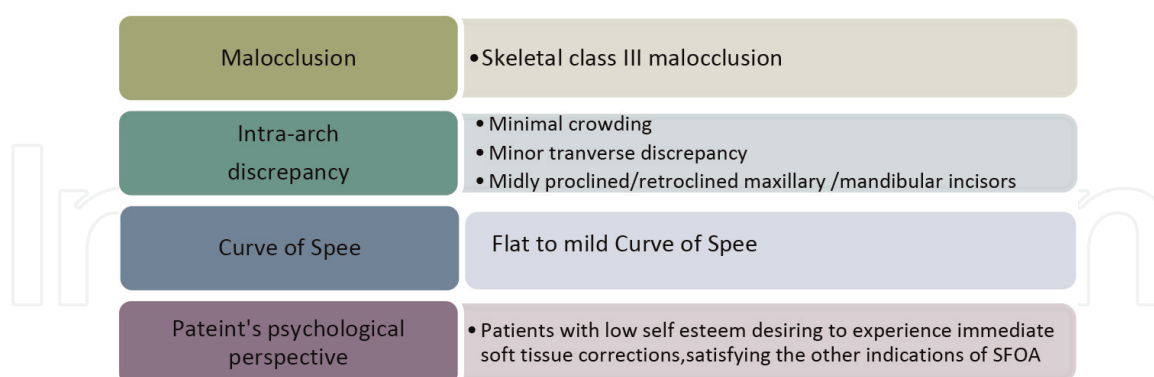 Malocclusion
•Skeletal class III malocclusion
Intra-arch
discrepancy
• Minimal crowding
• Minor tranverse discrepancy
• Midly proclined/retroclined maxillary /mandibular incisors
Curve of Spee
Flat to mild Curve of Spee
Pateint's psychological
perspective
• Patients with low self esteem desiring to experience immediate
soft tissue corrections,satisfying the other indications of SFOA